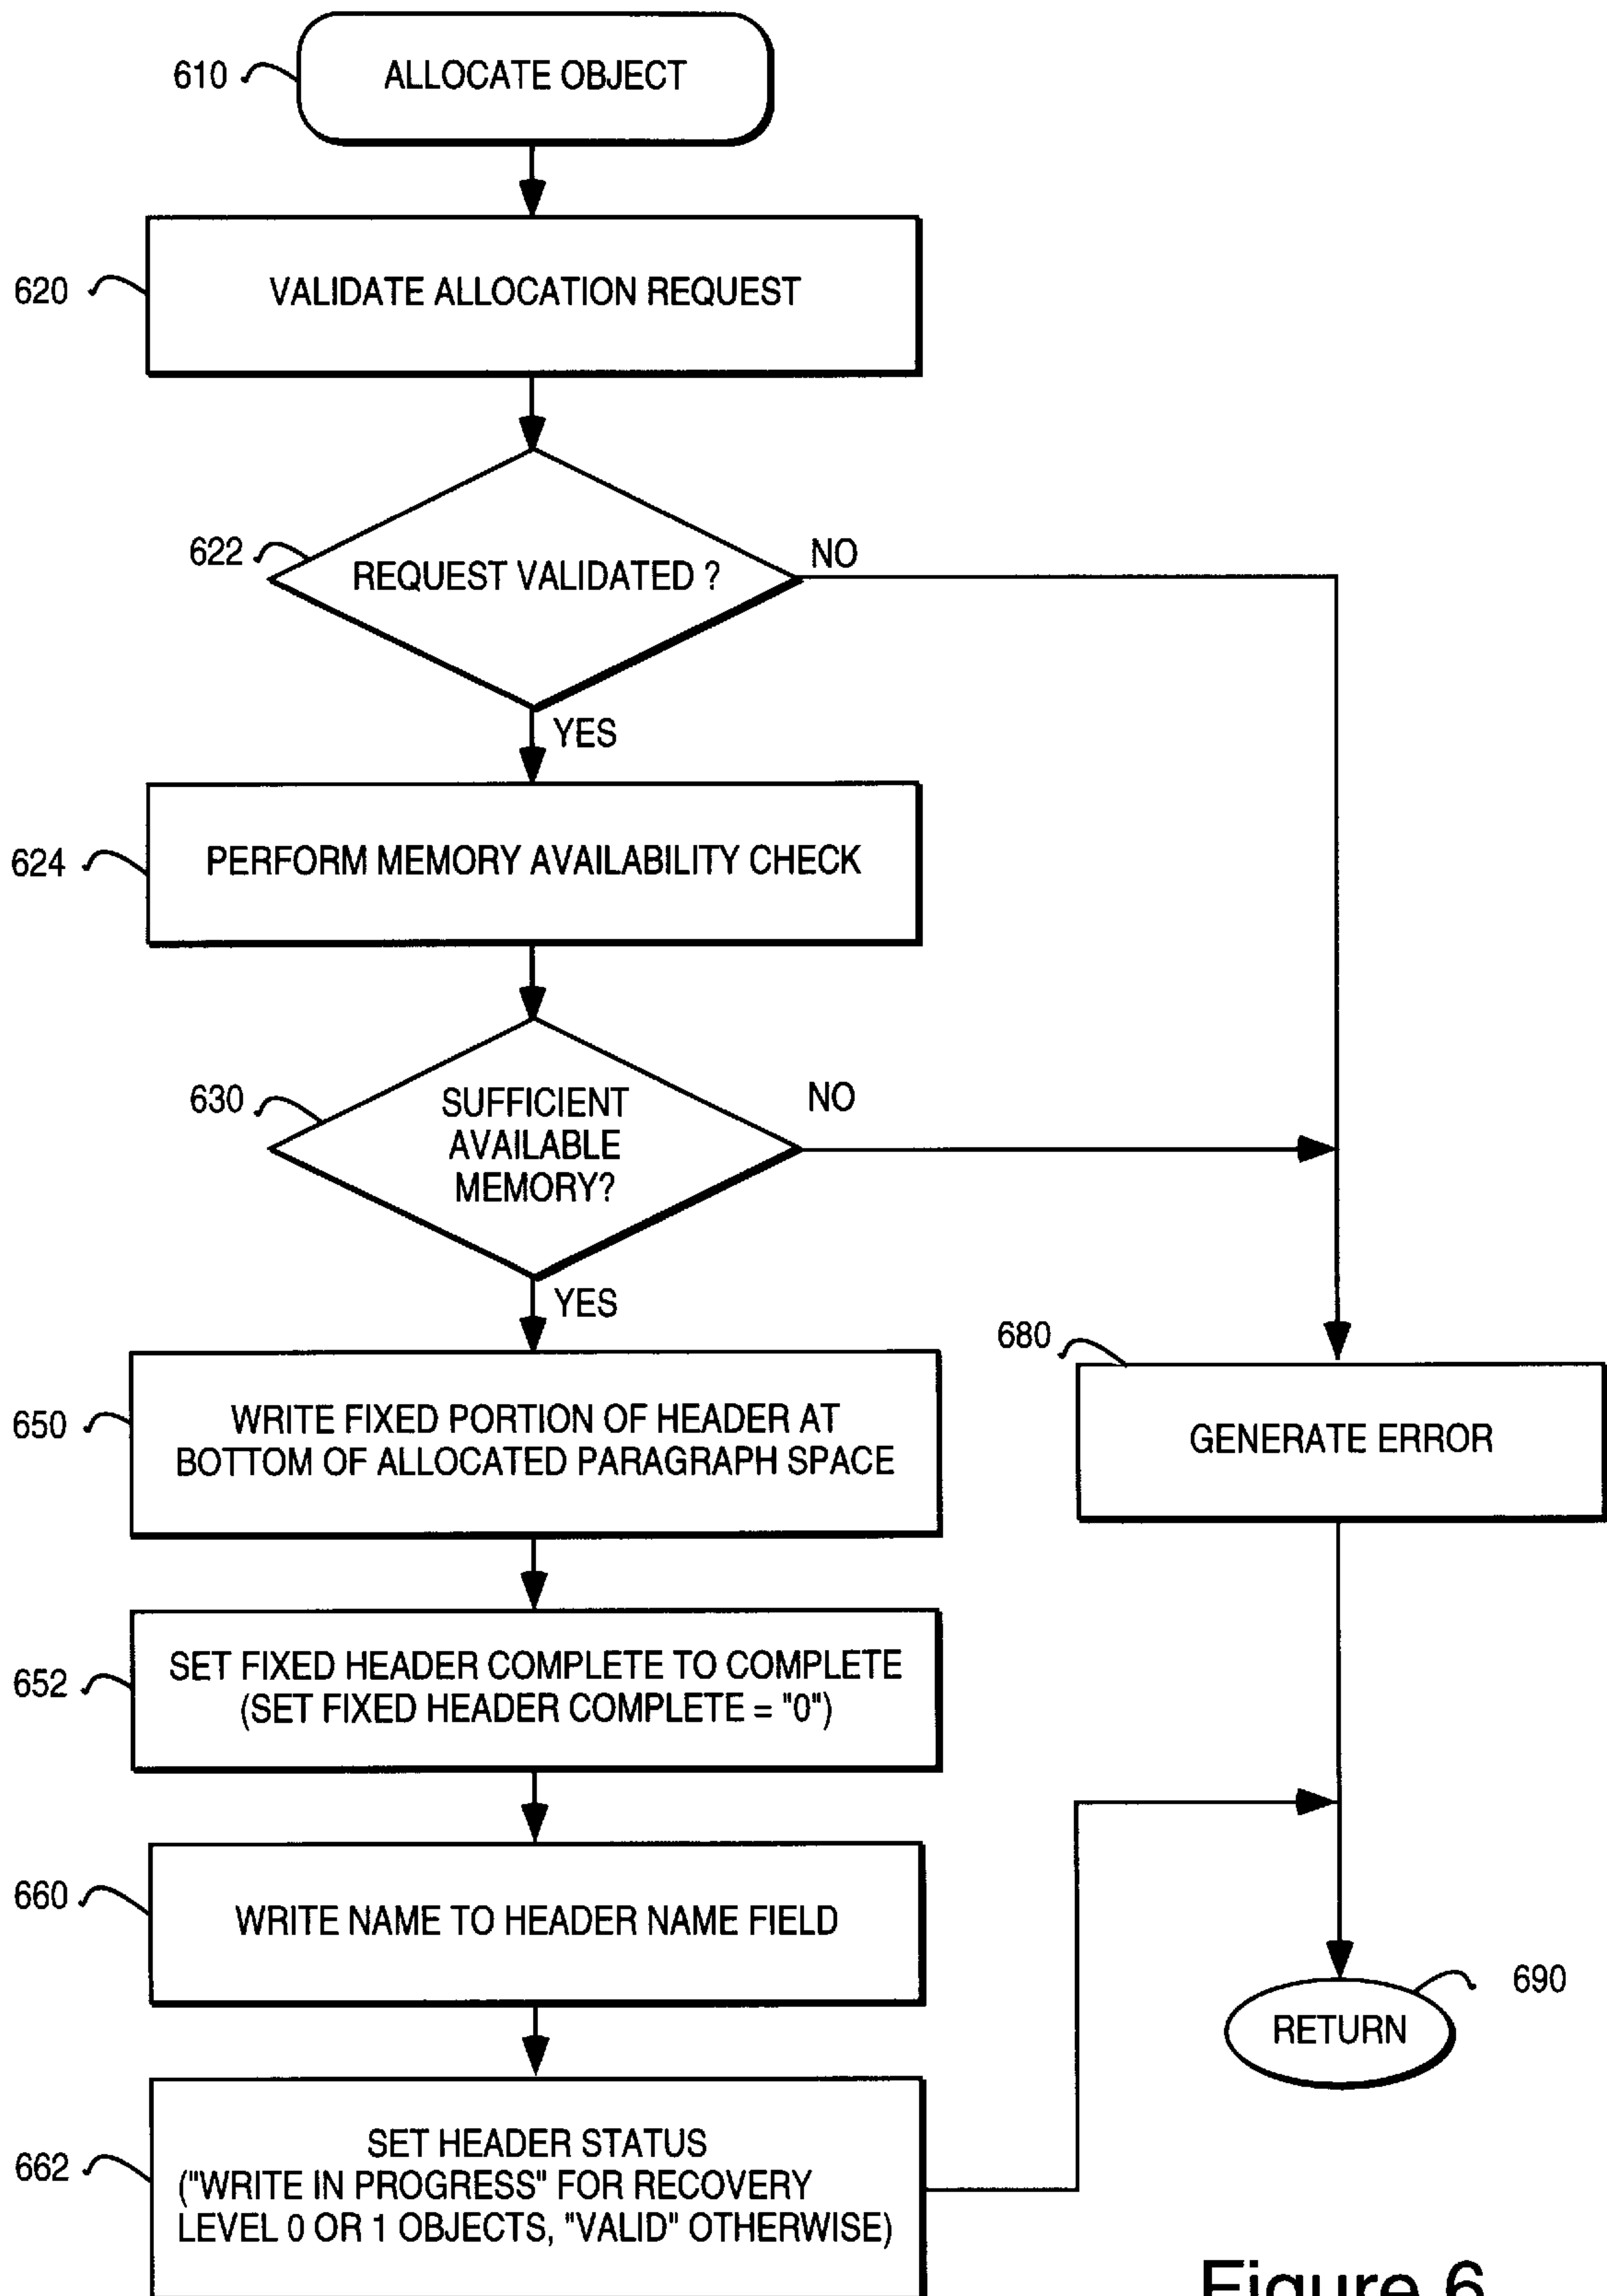 610
ALLOCATE OBJECT
620
VALIDATE ALLOCATION REQUEST
622
REQUEST VALIDATED ?
NO
YES
624
PERFORM MEMORY AVAILABILITY CHECK
630
SUFFICIENT
AVAILABLE
MEMORY?
NO
YES
650
WRITE FIXED PORTION OF HEADER AT
BOTTOM OF ALLOCATED PARAGRAPH SPACE
680
GENERATE ERROR
652
SET FIXED HEADER COMPLETE TO COMPLETE
(SET FIXED HEADER COMPLETE = "0")
660
WRITE NAME TO HEADER NAME FIELD
690
RETURN
662
SET HEADER STATUS
("WRITE IN PROGRESS" FOR RECOVERY
LEVEL 0 OR 1 OBJECTS, "VALID" OTHERWISE)
Figure 6